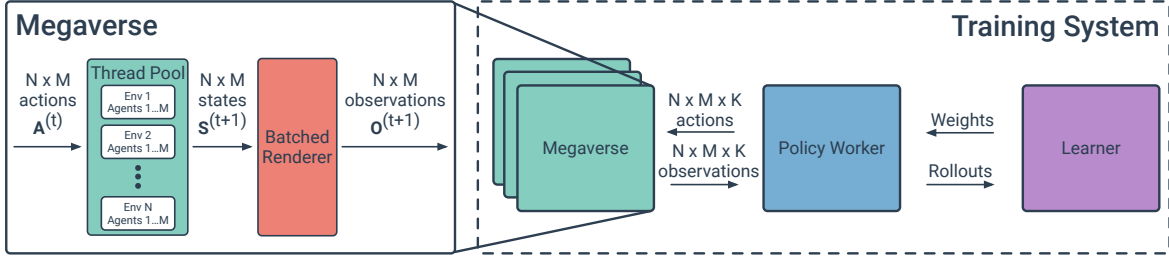 Megaverse
N x M
actions
A(t)
Thread Pool
Env 1
Agents 1...M
Env 2
Agents 1...M
Env N
Agents 1...M
N x M
states
S(t+1)
Batched
Renderer
N x M
observations
O(t+1)
Training System
Megaverse
N x M x K
actions
N x M x K
observations
Policy Worker
Weights
Rollouts
Learner